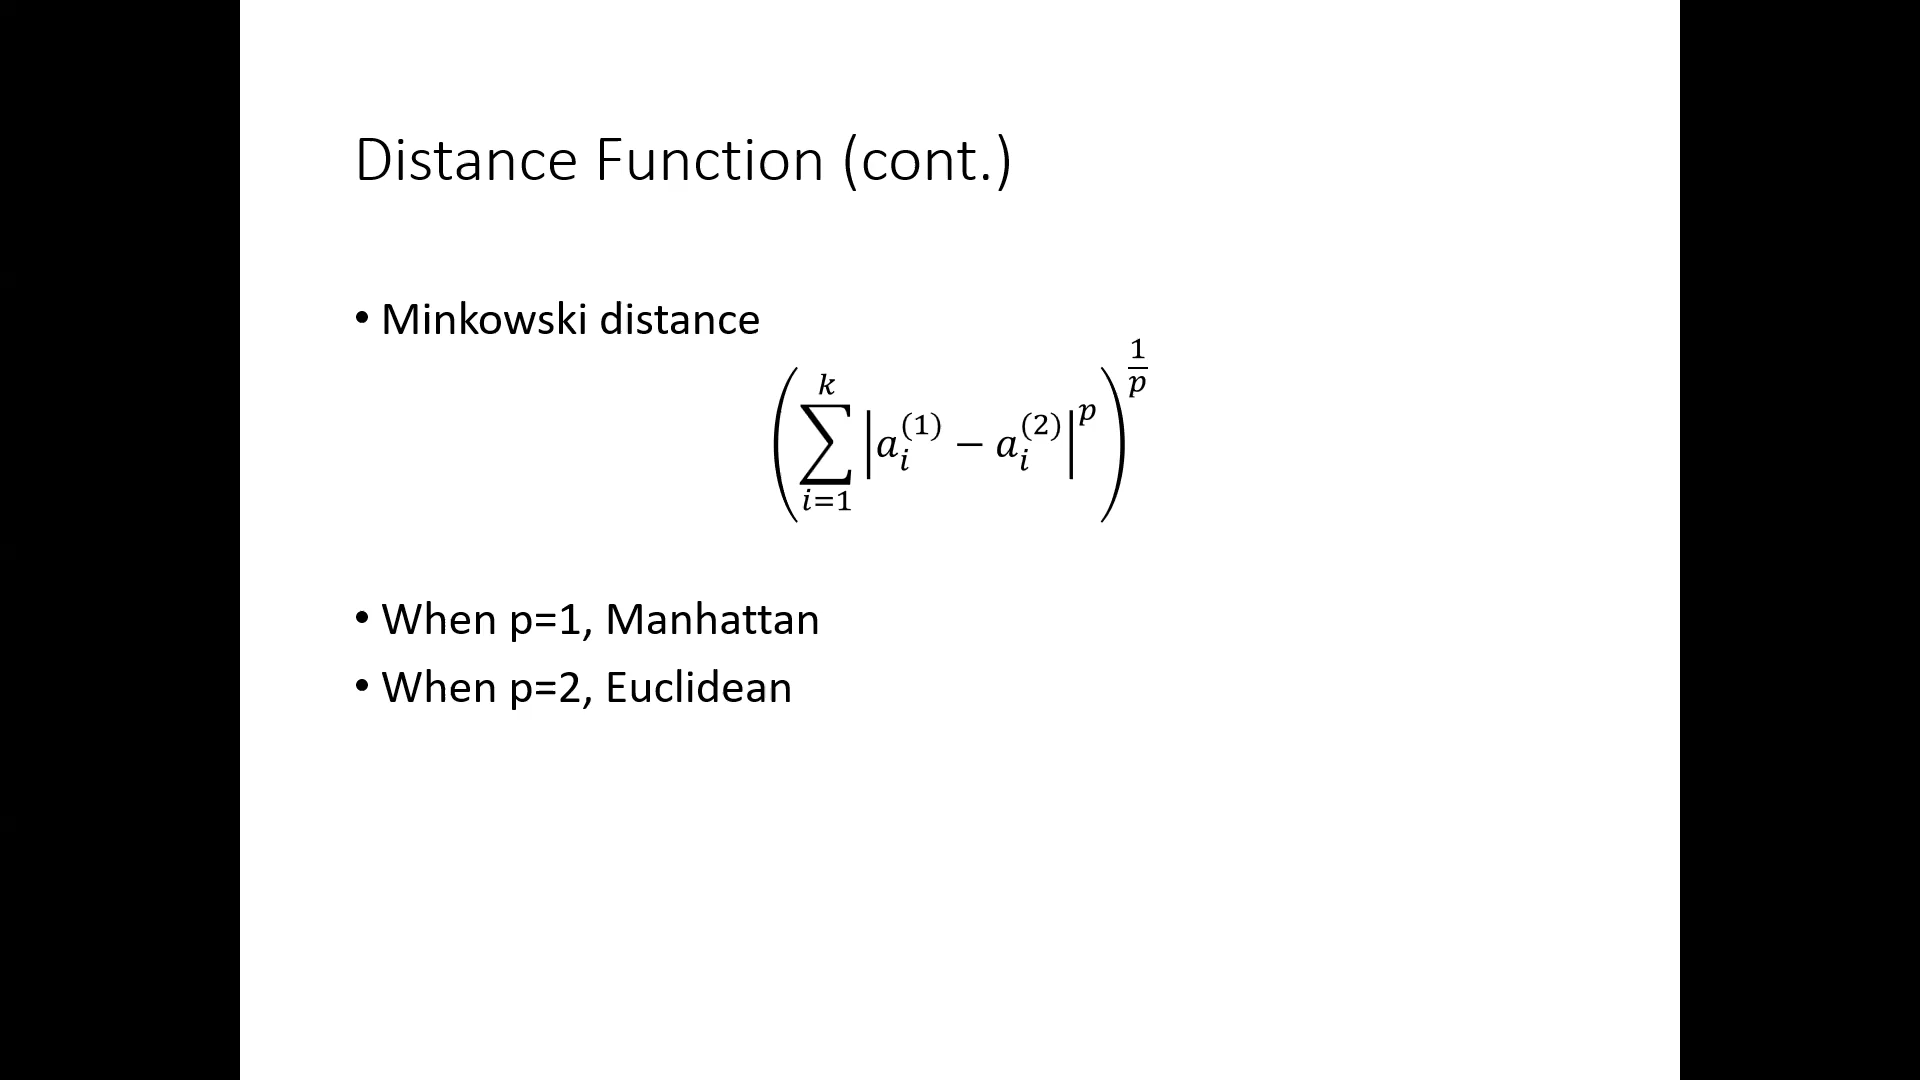 Distance Function (cont.)
• Minkowski distance
$\left( \sum_{i=1}^{k} \left| a_i^{(1)} - a_i^{(2)} \right|^p \right)^{\frac{1}{p}}$
• When p=1, Manhattan
• When p=2, Euclidean